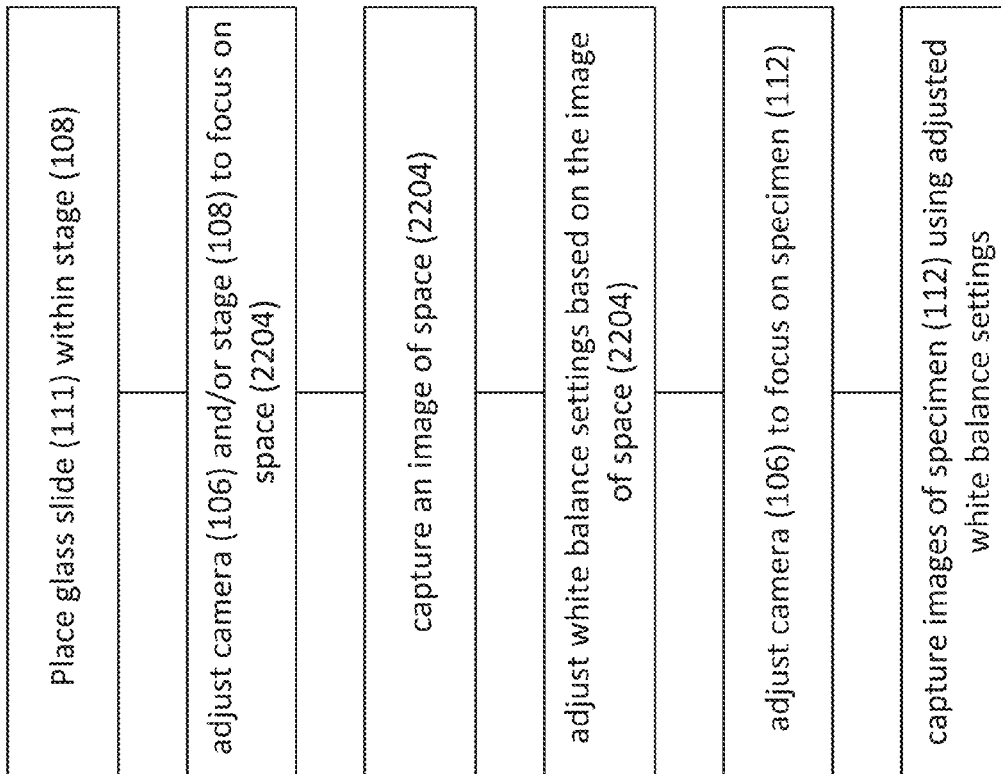 Place glass slide (111) within stage (108)
adjust camera (106) and/or stage (108) to focus on
space (2204)
capture an image of space (2204)
adjust white balance settings based on the image
of space (2204)
adjust camera (106) to focus on specimen (112)
capture images of specimen (112) using adjusted
white balance settings